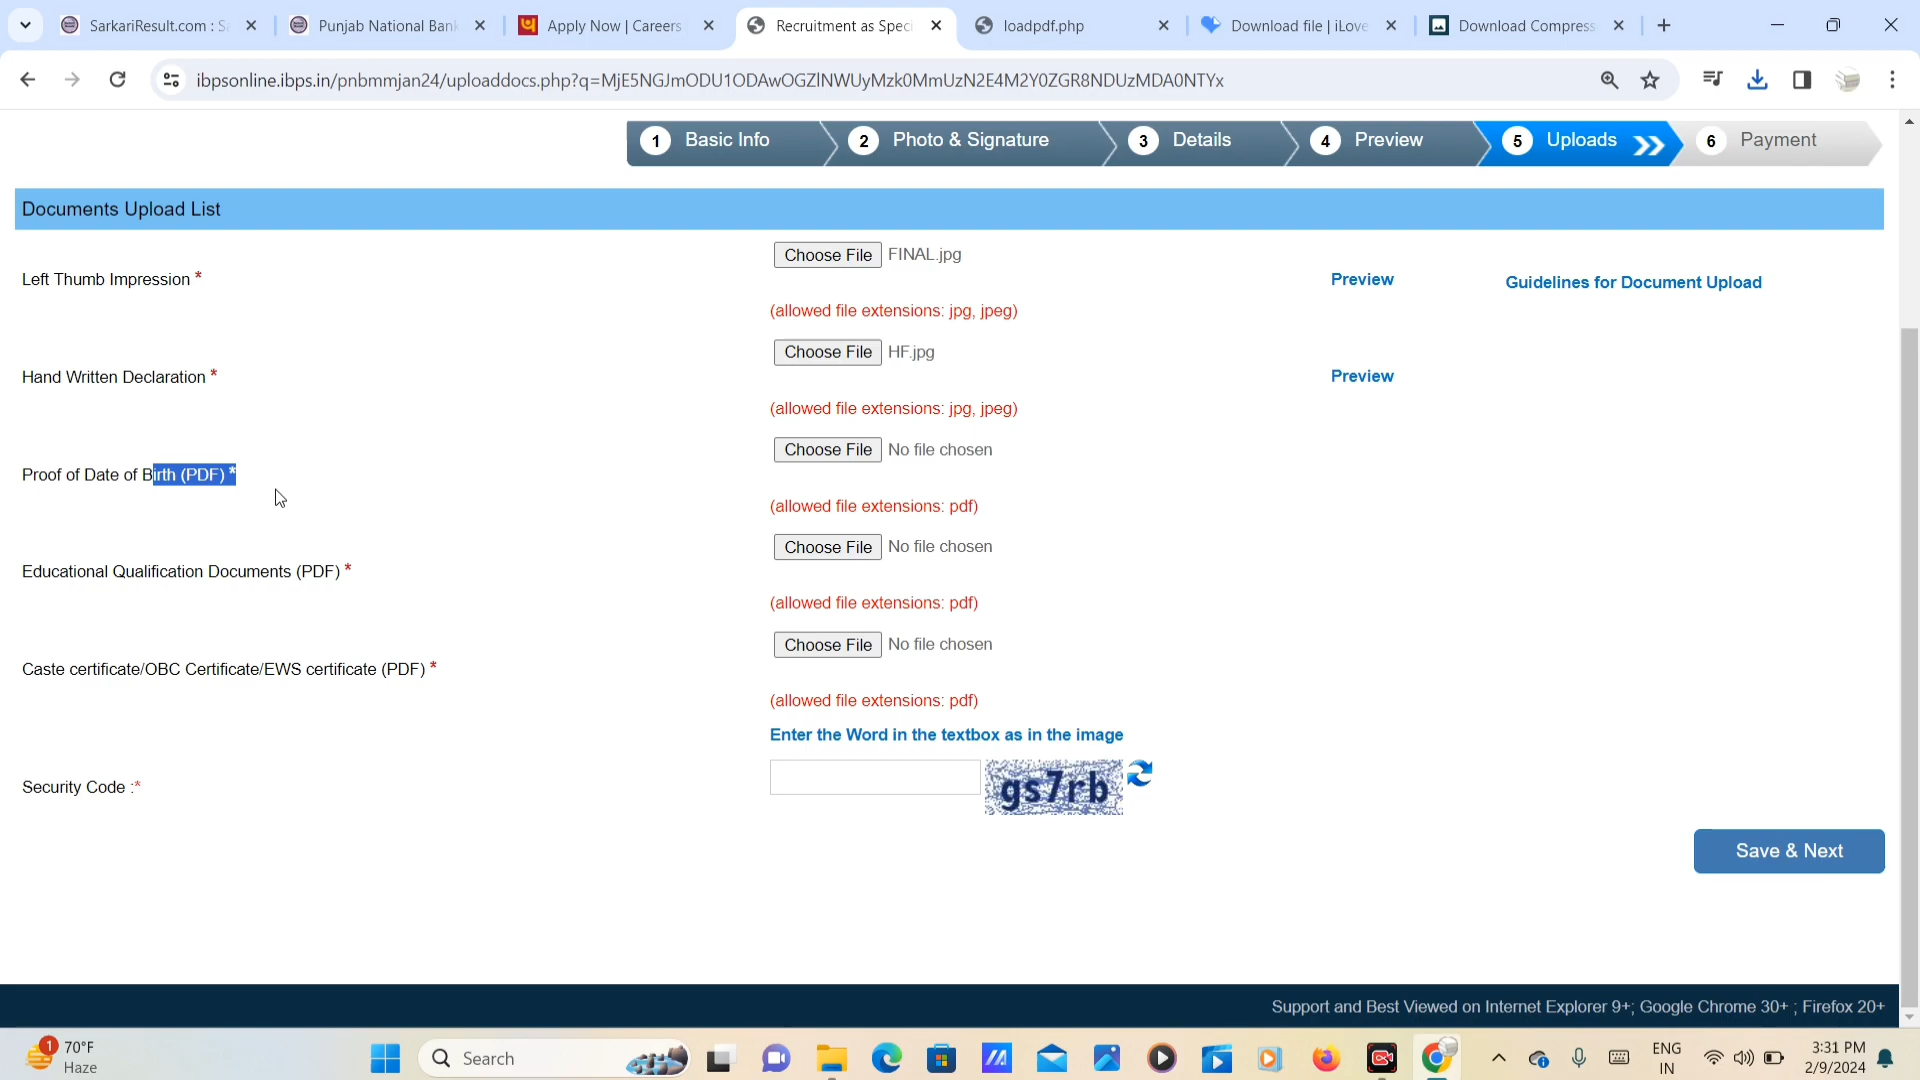 SarkariResult.com : S
Punjab National Bank
Apply Now | Careers
Recruitment as Speci
loadpdf.php
Download file | iLove
Download Compress
ibpsonline.ibps.in/pnbmmjan24/uploaddocs.php?q=MjE5NGJmODU1ODAwOGZlNWUyMzk0MmUzN2E4M2Y0ZGR8NDUzMDA0NTYx
1 Basic Info
2 Photo & Signature
3 Details
4 Preview
5 Uploads
6 Payment
Documents Upload List
Choose File FINAL.jpg
Left Thumb Impression *
Preview
Guidelines for Document Upload
(allowed file extensions: jpg, jpeg)
Choose File HF.jpg
Hand Written Declaration *
Preview
(allowed file extensions: jpg, jpeg)
Choose File No file chosen
Proof of Date of Birth (PDF) *
(allowed file extensions: pdf)
Choose File No file chosen
Educational Qualification Documents (PDF) *
(allowed file extensions: pdf)
Choose File No file chosen
Caste certificate/OBC Certificate/EWS certificate (PDF) *
(allowed file extensions: pdf)
Enter the Word in the textbox as in the image
Security Code :*
gs7rb
Save & Next
Support and Best Viewed on Internet Explorer 9+; Google Chrome 30+ ; Firefox 20+
1
70°F
Haze
Search
ENG
IN
3:31 PM
2/9/2024